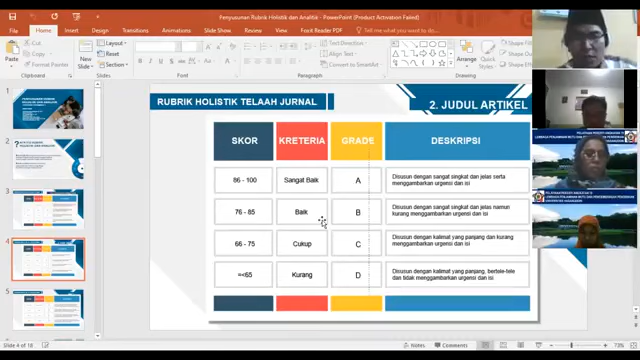 Penyusunan Rubrik Holistik dan Analitik - PowerPoint (Product Activation Failed)
File Home Insert Design Transitions Animations Slide Show Review View Foxit Reader PDF Tell me what you want to do...
Cut
Copy
Paste
Format Painter
New Slide
Layout
Reset
Section
Text Direction
Align Text
Convert to SmartArt
Arrange
Quick Styles
Shape Fill
Shape Outline
Shape Effects
RUBRIK HOLISTIK TELAAH JURNAL
2. JUDUL ARTIKEL
SKOR KRETERIA GRADE DESKRIPSI
86 - 100 Sangat Baik A Disusun dengan sangat singkat dan jelas serta
menggambarkan urgensi dan isi
76 - 85 Baik B Disusun dengan sangat singkat dan jelas namun
kurang menggambarkan urgensi dan isi
66 - 75 Cukup C Disusun dengan kalimat yang panjang dan kurang
menggambarkan urgensi dan isi
=<65 Kurang D Disusun dengan kalimat yang panjang, bertele-tele
dan tidak menggambarkan urgensi dan isi
1
2
3
4
5
Slide 4 of 18
Notes
Comments
73%